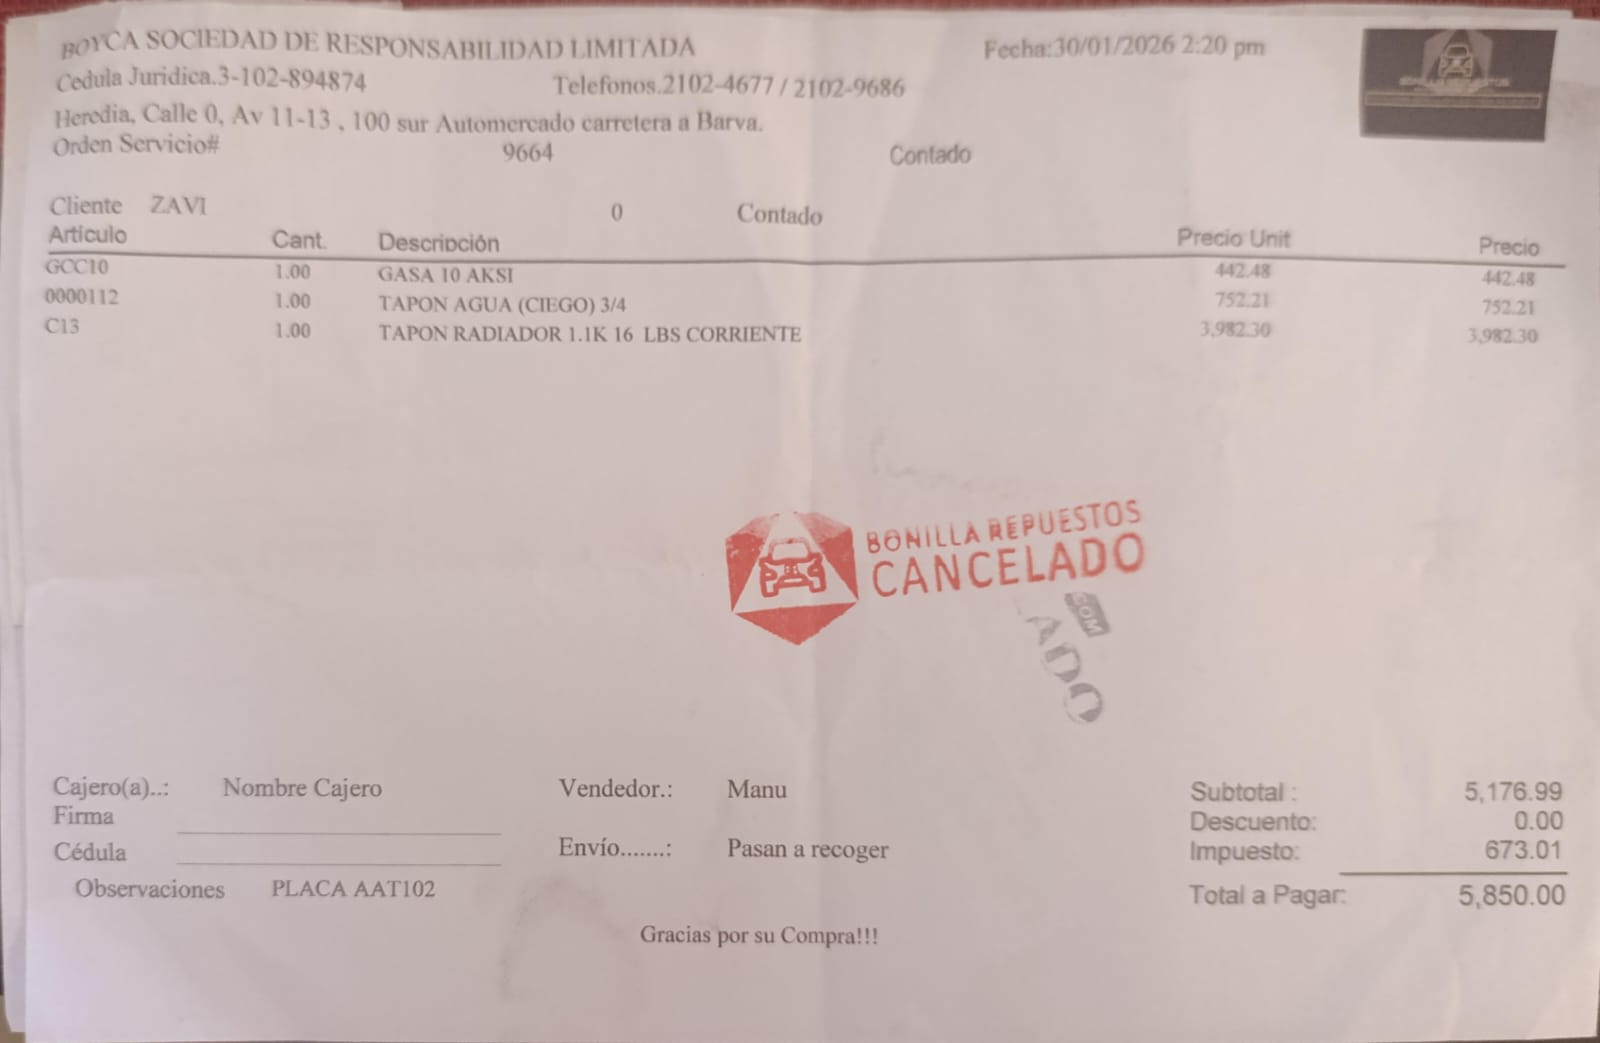 BOYCA SOCIEDAD DE RESPONSABILIDAD LIMITADA
Fecha:30/01/2026 2:20 pm
BONILLA REPUESTOS
Cedula Juridica.3-102-894874 Telefonos.2102-4677 / 2102-9686
Heredia, Calle 0, Av 11-13 , 100 sur Automercado carretera a Barva.
Orden Servicio# 9664 Contado
Cliente ZAVI 0 Contado
Articulo Cant. Descripción Precio Unit Precio
GCC10 1.00 GASA 10 AKSI 442.48 442.48
0000112 1.00 TAPON AGUA (CIEGO) 3/4 752.21 752.21
C13 1.00 TAPON RADIADOR 1.1K 16 LBS CORRIENTE 3,982.30 3,982.30
BONILLA REPUESTOS
CANCELADO
COM
ADO
Cajero(a)..: Nombre Cajero Vendedor.: Manu Subtotal : 5,176.99
Firma Descuento: 0.00
Cédula Envío.......: Pasan a recoger Impuesto: 673.01
Observaciones PLACA AAT102 Total a Pagar: 5,850.00
Gracias por su Compra!!!